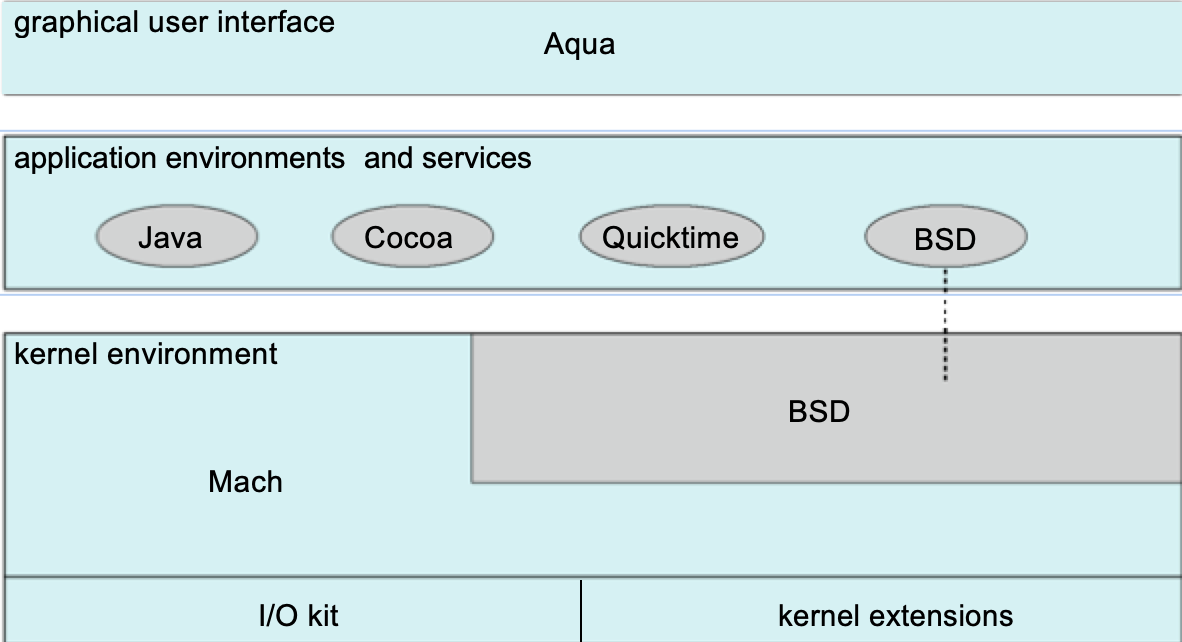 graphical user interface
Aqua
application environments and services
Java Cocoa Quicktime BSD
kernel environment
BSD
Mach
I/O kit kernel extensions